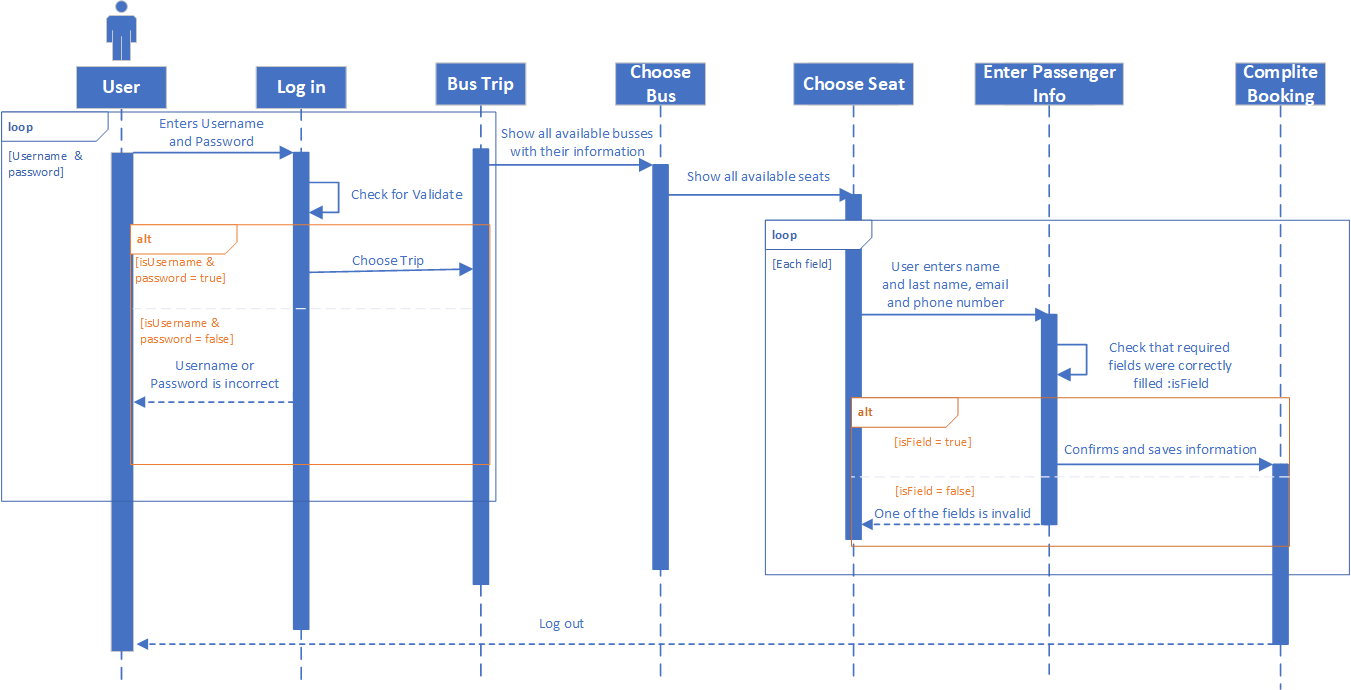 User
Log in
Bus Trip
Choose
Bus
Choose Seat
Enter Passenger
Info
Complite
Booking
loop
[Username &
password]
Enters Username
and Password
Check for Validate
alt
[isUsername &
password = true]
Choose Trip
[isUsername &
password = false]
Username or
Password is incorrect
Show all available busses
with their information
Show all available seats
loop
[Each field]
User enters name
and last name, email
and phone number
Check that required
fields were correctly
filled :isField
alt
[isField = true]
Confirms and saves information
[isField = false]
One of the fields is invalid
Log out